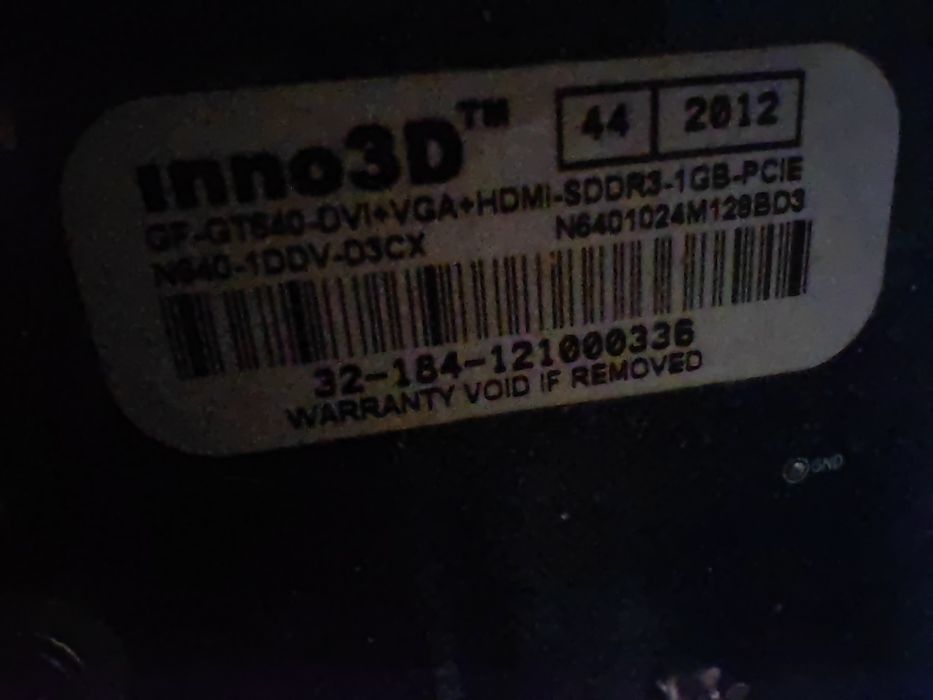 inno3D™
44 2012
GF-GT640-DVI+VGA+HDMI-SDDR3-1GB-PCIE
N640-1DDV-D3CX N6401024M128BD3
32-184-121000336
WARRANTY VOID IF REMOVED
GND